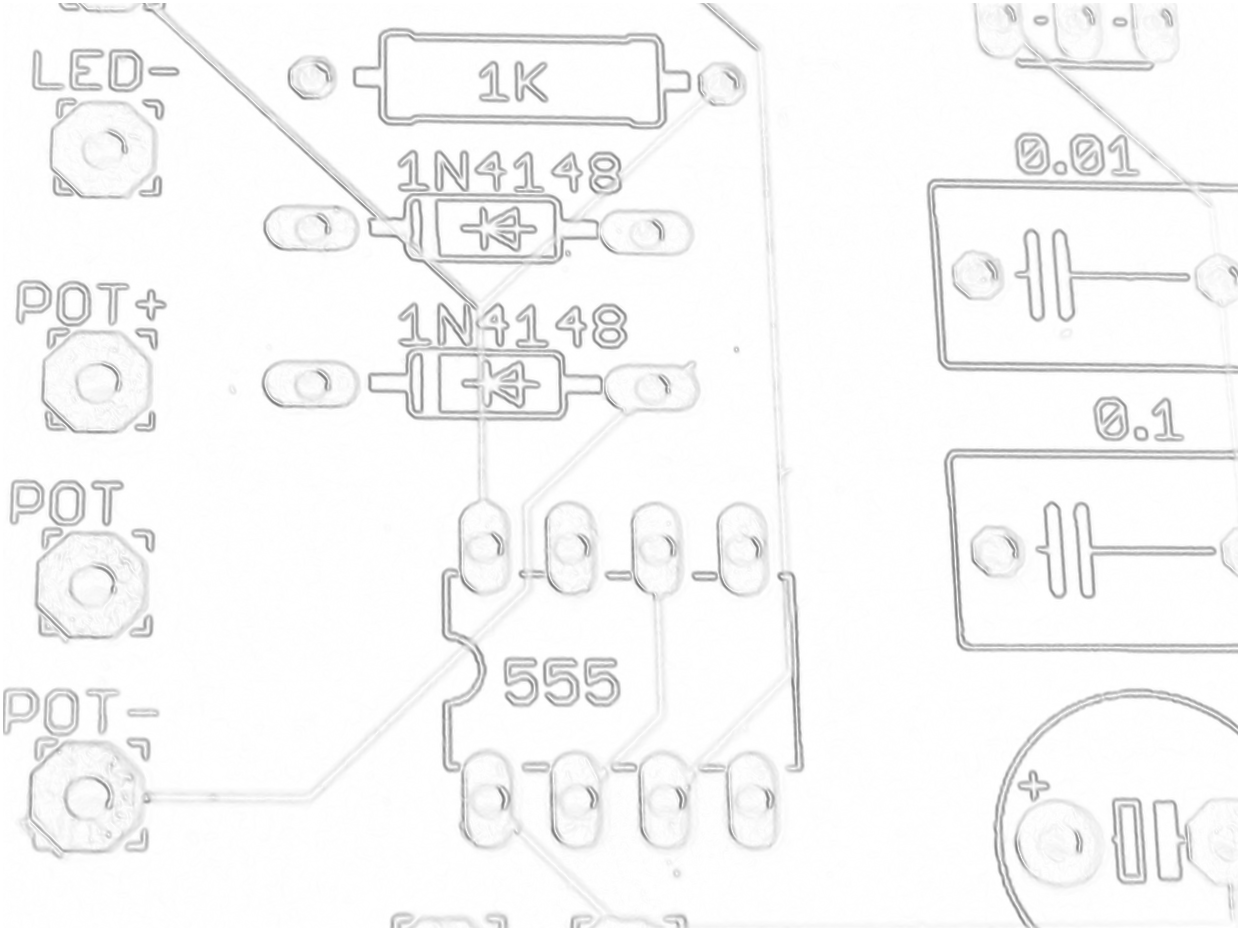 LED-
1K
0.01
1N4148
POT+
1N4148
0.1
POT
555
POT-
+